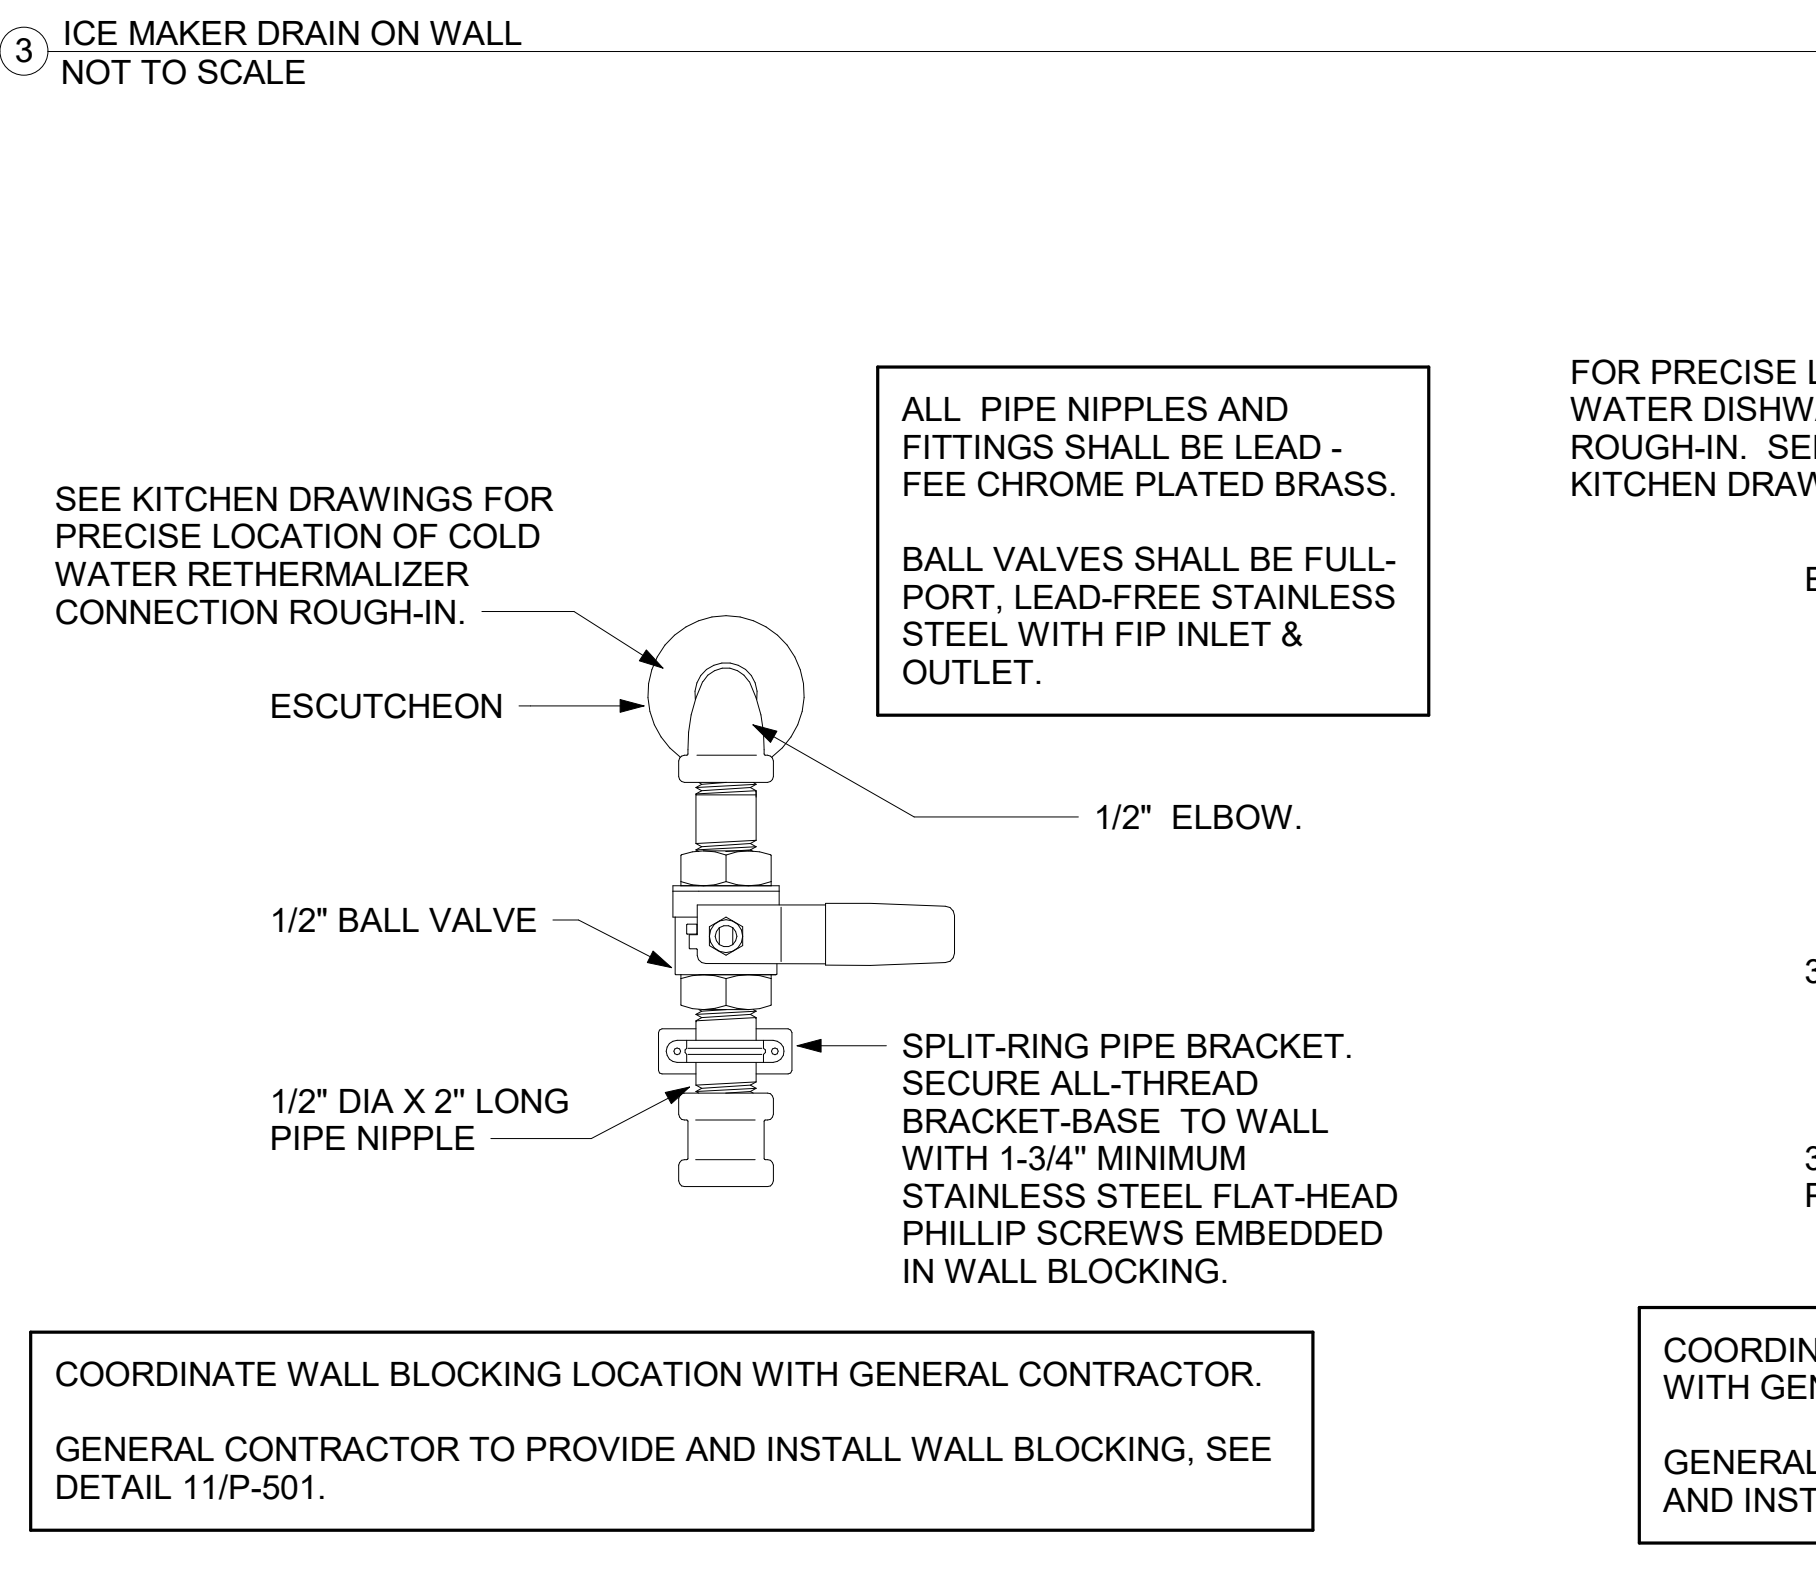 3
ICE MAKER DRAIN ON WALL
NOT TO SCALE
SEE KITCHEN DRAWINGS FOR
PRECISE LOCATION OF COLD
WATER RETHERMALIZER
CONNECTION ROUGH-IN.
ESCUTCHEON
1/2" BALL VALVE
1/2" DIA X 2" LONG
PIPE NIPPLE
ALL PIPE NIPPLES AND
FITTINGS SHALL BE LEAD -
FEE CHROME PLATED BRASS.
BALL VALVES SHALL BE FULL-
PORT, LEAD-FREE STAINLESS
STEEL WITH FIP INLET &
OUTLET.
1/2" ELBOW.
SPLIT-RING PIPE BRACKET.
SECURE ALL-THREAD
BRACKET-BASE TO WALL
WITH 1-3/4" MINIMUM
STAINLESS STEEL FLAT-HEAD
PHILLIP SCREWS EMBEDDED
IN WALL BLOCKING.
COORDINATE WALL BLOCKING LOCATION WITH GENERAL CONTRACTOR.
GENERAL CONTRACTOR TO PROVIDE AND INSTALL WALL BLOCKING, SEE
DETAIL 11/P-501.
FOR PRECISE
WATER
ROUGH-IN.
KITCHEN
WITH
GENERAL
AND